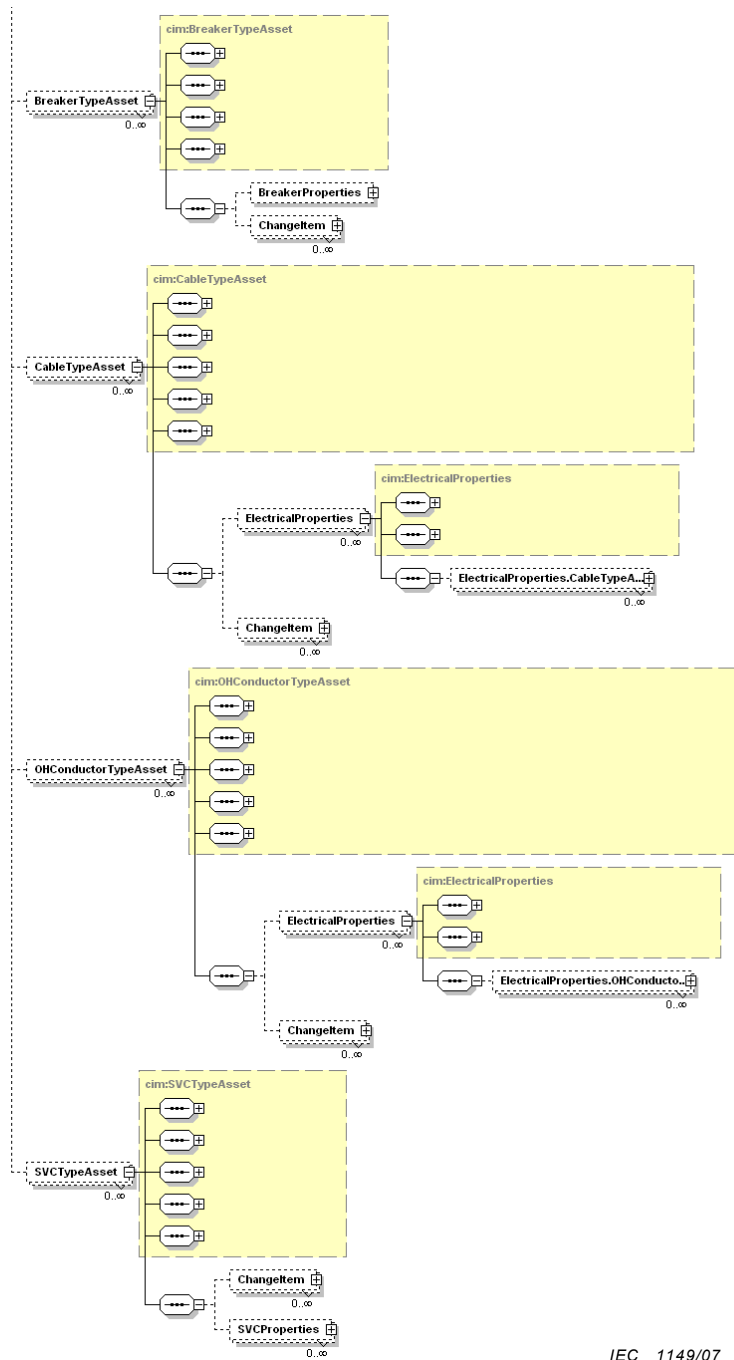 cim:BreakerTypeAsset
BreakerTypeAsset
0..∞
BreakerProperties
ChangeItem
0..∞
cim:CableTypeAsset
CableTypeAsset
0..∞
cim:ElectricalProperties
ElectricalProperties
0..∞
ElectricalProperties.CableTypeA...
0..∞
ChangeItem
0..∞
cim:OHConductorTypeAsset
OHConductorTypeAsset
0..∞
cim:ElectricalProperties
ElectricalProperties
0..∞
ElectricalProperties.OHConducto...
0..∞
ChangeItem
0..∞
cim:SVCTypeAsset
SVCTypeAsset
0..∞
ChangeItem
0..∞
SVCProperties
0..∞
IEC 1149/07